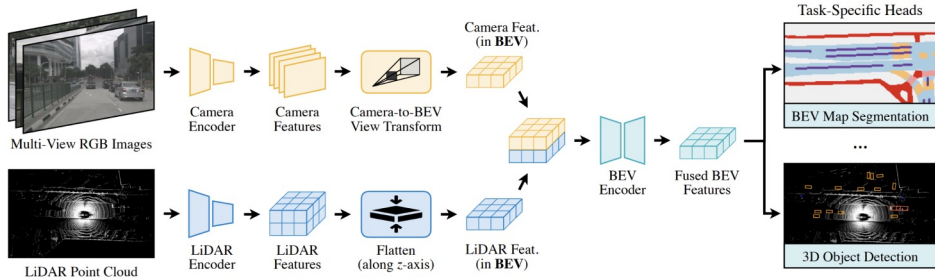 Task-Specific Heads
Camera Feat.
(in BEV)
Camera
Encoder
Camera
Features
Camera-to-BEV
View Transform
Multi-View RGB Images
BEV Map Segmentation
BEV
Encoder
Fused BEV
Features
...
LiDAR
Encoder
LiDAR
Features
Flatten
(along z-axis)
LiDAR Feat.
(in BEV)
LiDAR Point Cloud
3D Object Detection